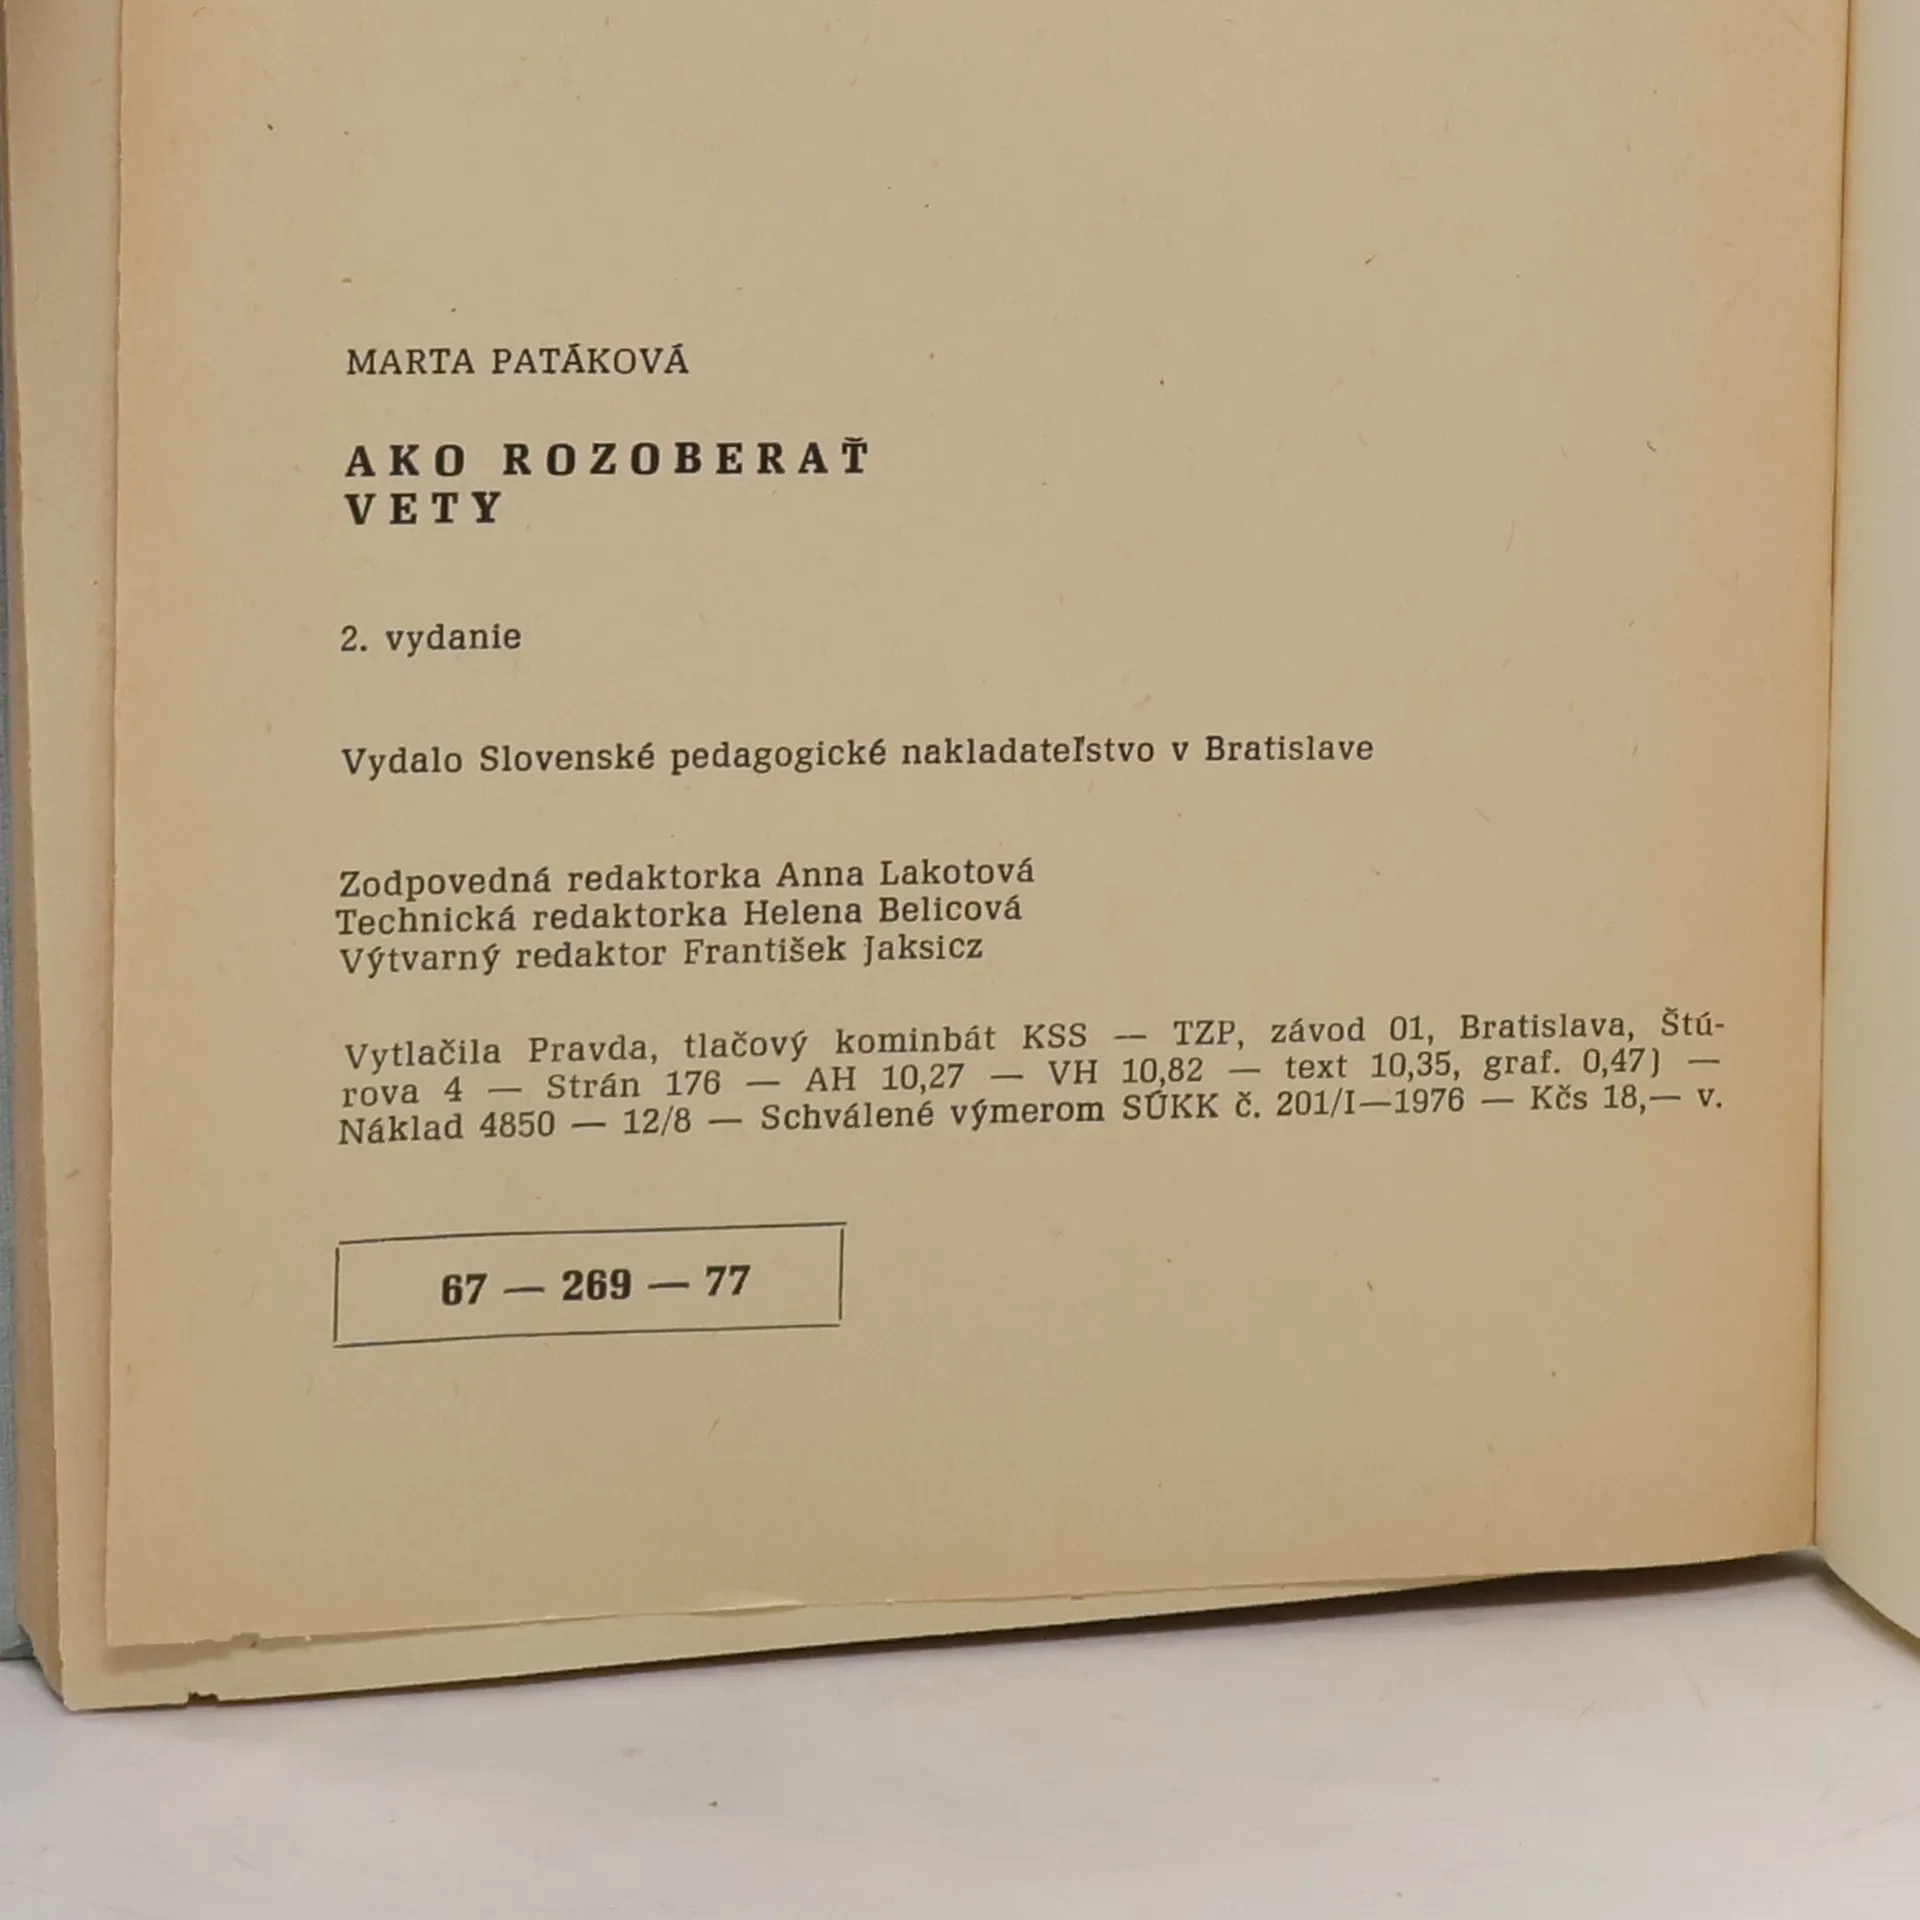 MARTA PATÁKOVÁ
AKO ROZOBERAŤ
VETY
2. vydanie
Vydalo Slovenské pedagogické nakladateľstvo v Bratislave
Zodpovedná redaktorka Anna Lakotová
Technická redaktorka Helena Belicová
Výtvarný redaktor František Jaksicz
Vytlačila Pravda, tlačový kominbát KSS — TZP, závod 01, Bratislava, Štú-
rova 4 — Strán 176 — AH 10,27 — VH 10,82 — text 10,35, graf. 0,47) —
Náklad 4850 — 12/8 — Schválené výmerom SÚKK č. 201/I—1976 — Kčs 18,— v.
67 — 269 — 77